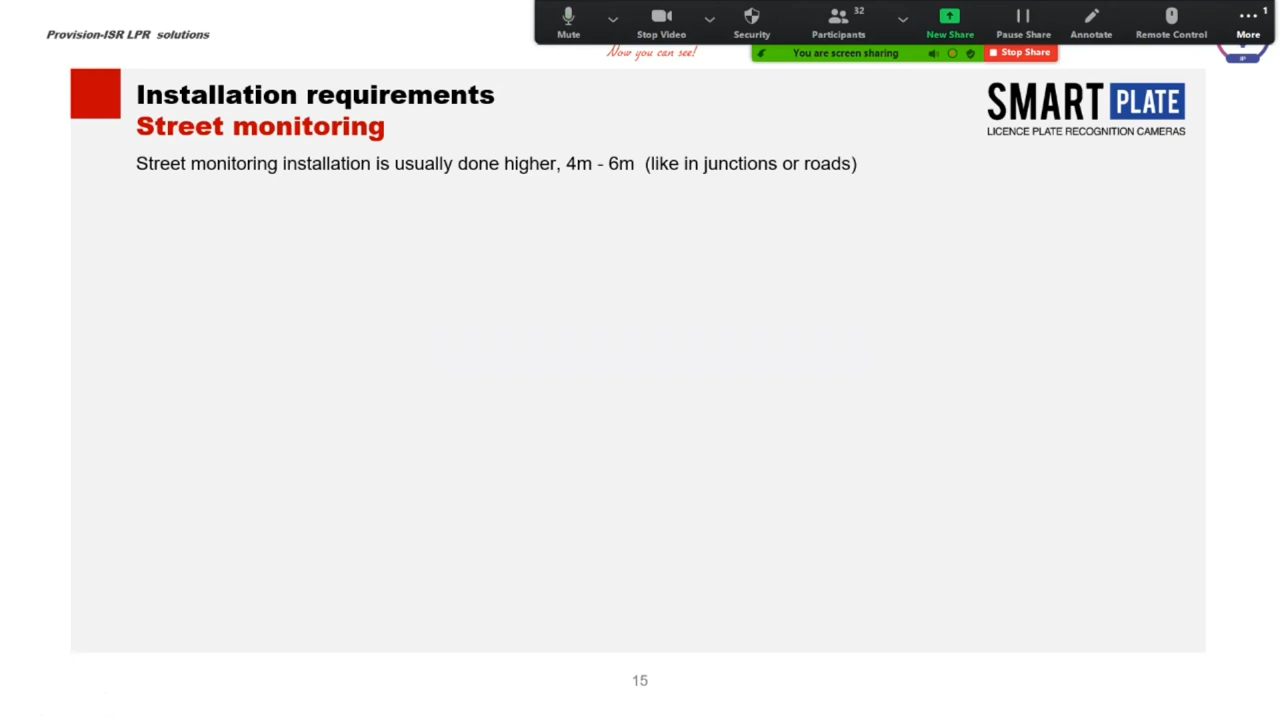 Provision-ISR LPR solutions
Mute
Stop Video
Security
Participants
32
New Share
Pause Share
Annotate
Remote Control
More
1
Now you can see!
You are screen sharing
Stop Share
IP
Installation requirements
Street monitoring
SMART PLATE
LICENCE PLATE RECOGNITION CAMERAS
Street monitoring installation is usually done higher, 4m - 6m (like in junctions or roads)
15